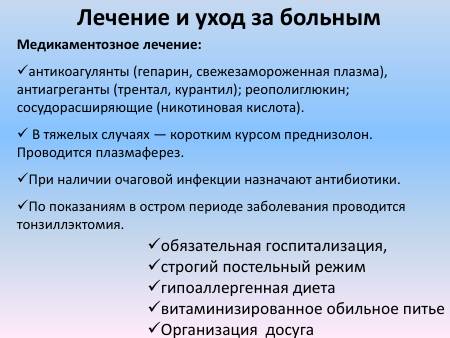 Лечение и уход за больным
Медикаментозное лечение:
✓антикоагулянты (гепарин, свежезамороженная плазма),
антиагреганты (трентал, курантил); реополиглюкин;
сосудорасширяющие (никотиновая кислота).
✓ В тяжелых случаях — коротким курсом преднизолон.
Проводится плазмаферез.
✓При наличии очаговой инфекции назначают антибиотики.
✓По показаниям в остром периоде заболевания проводится
тонзиллэктомия.
✓обязательная госпитализация,
✓строгий постельный режим
✓гипоаллергенная диета
✓витаминизированное обильное питье
✓Организация досуга